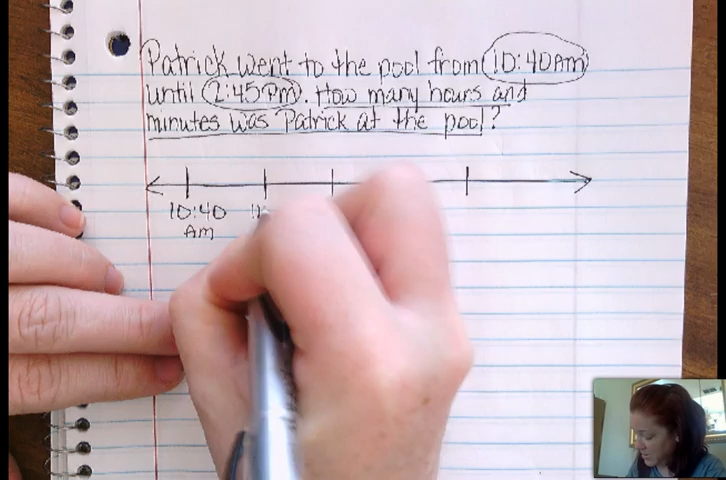 Patrick went to the pool from 10:40 Am
until 2:45 Pm. How many hours and
minutes was Patrick at the pool?
10:40
Am